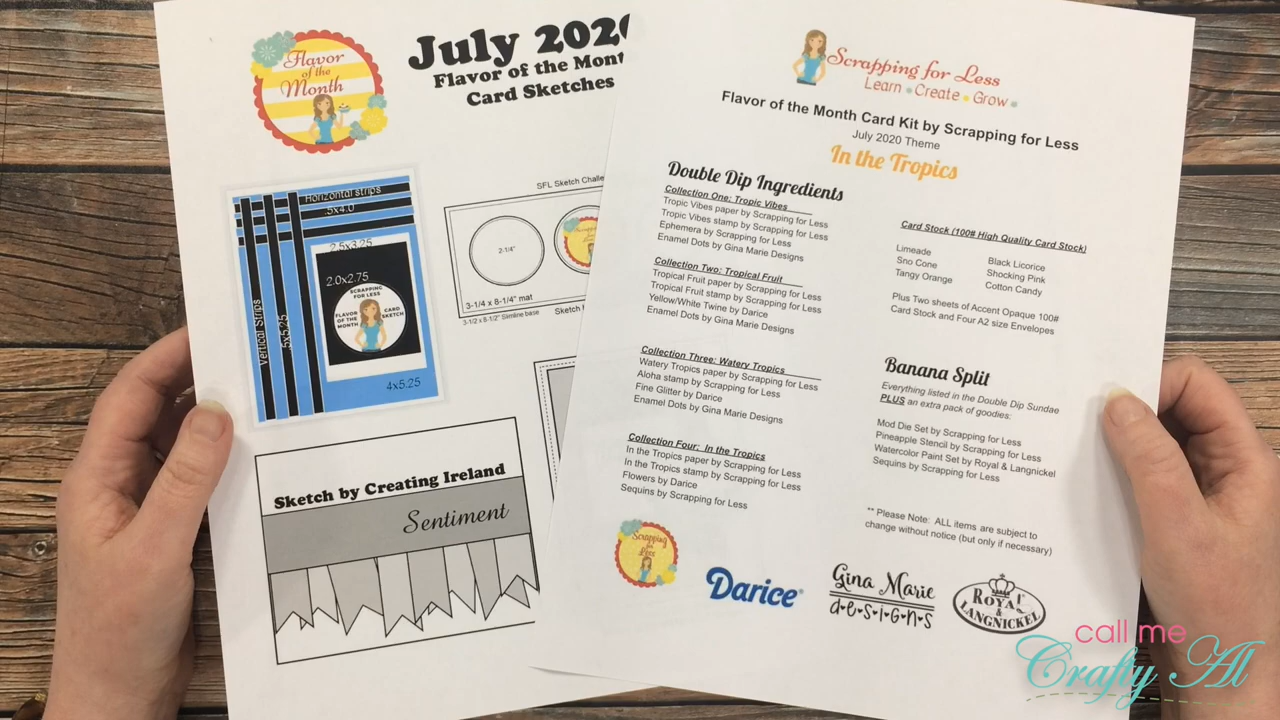 Flavor
of the
Month
July 2020
Flavor of the Mont
Card Sketches
Horizontal strips
.5x4.0
2.5x3.25
2.0x2.75
SCRAPPING
FOR LESS
FLAVOR
OF THE
MONTH
CARD
SKETCH
Vertical Strips
.5x5.25
4x5.25
SFL Sketch Challe
2-1/4"
3-1/4 x 8-1/4" mat
3-1/2 x 8-1/2" Slimline base
Sketch by Creating Ireland
Sentiment
Scrapping for Less
Learn Create Grow
Flavor of the Month Card Kit by Scrapping for Less
July 2020 Theme
In the Tropics
Double Dip Ingredients
Collection One: Tropic Vibes
Tropic Vibes paper by Scrapping for Less
Tropic Vibes stamp by Scrapping for Less
Ephemera by Scrapping for Less
Enamel Dots by Gina Marie Designs
Collection Two: Tropical Fruit
Tropical Fruit paper by Scrapping for Less
Tropical Fruit stamp by Scrapping for Less
Yellow/White Twine by Darice
Enamel Dots by Gina Marie Designs
Collection Three: Watery Tropics
Watery Tropics paper by Scrapping for Less
Aloha stamp by Scrapping for Less
Fine Glitter by Darice
Enamel Dots by Gina Marie Designs
Collection Four: In the Tropics
In the Tropics paper by Scrapping for Less
In the Tropics stamp by Scrapping for Less
Flowers by Darice
Sequins by Scrapping for Less
Card Stock (100# High Quality Card Stock)
Limeade
Sno Cone
Tangy Orange
Black Licorice
Shocking Pink
Cotton Candy
Plus Two sheets of Accent Opaque 100#
Card Stock and Four A2 size Envelopes
Banana Split
Everything listed in the Double Dip Sundae
PLUS an extra pack of goodies:
Mod Die Set by Scrapping for Less
Pineapple Stencil by Scrapping for Less
Watercolor Paint Set by Royal & Langnickel
Sequins by Scrapping for Less
** Please Note: ALL items are subject to
change without notice (but only if necessary)
Scrapping
for
Less
Darice
Gina Marie
designs
ROYAL &
LANGNICKEL
call me
Crafty Al